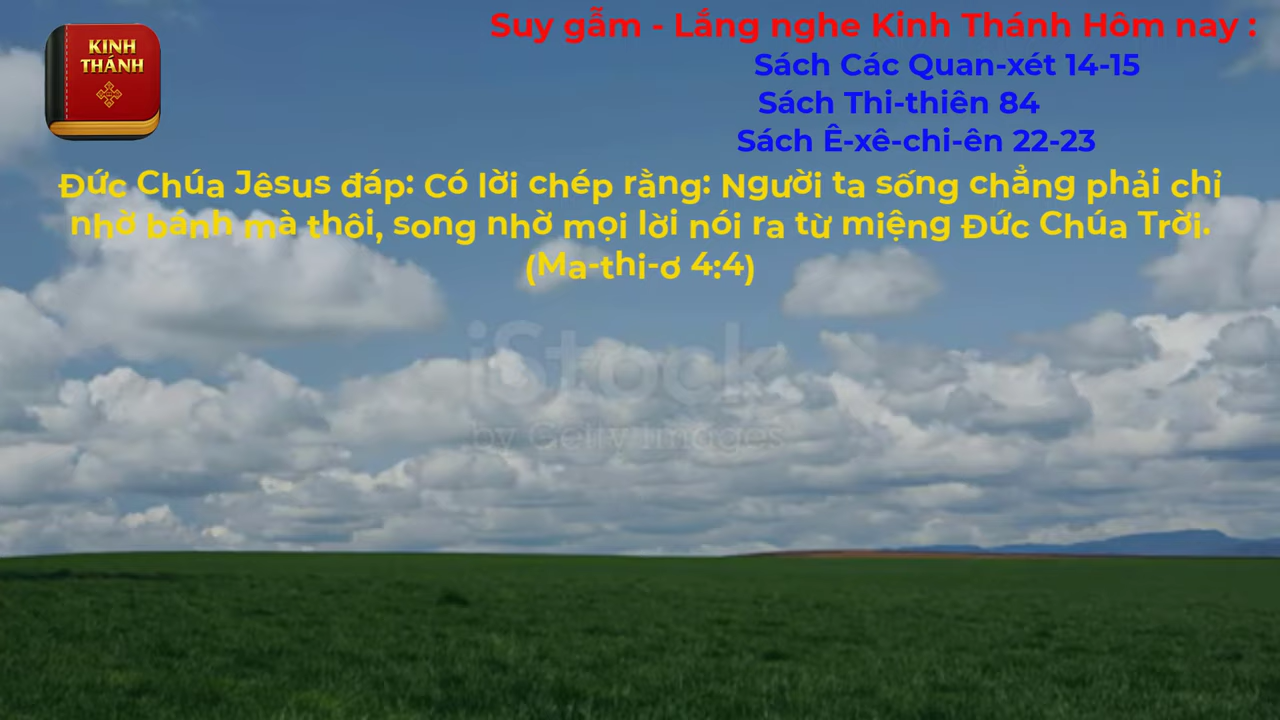 KINH
THÁNH
Suy gẫm - Lắng nghe Kinh Thánh Hôm nay :
Sách Các Quan-xét 14-15
Sách Thi-thiên 84
Sách Ê-xê-chi-ên 22-23
Đức Chúa Jêsus đáp: Có lời chép rằng: Người ta sống chẳng phải chỉ
nhờ bánh mà thôi, song nhờ mọi lời nói ra từ miệng Đức Chúa Trời.
(Ma-thi-ơ 4:4)
iStock
by Getty Images